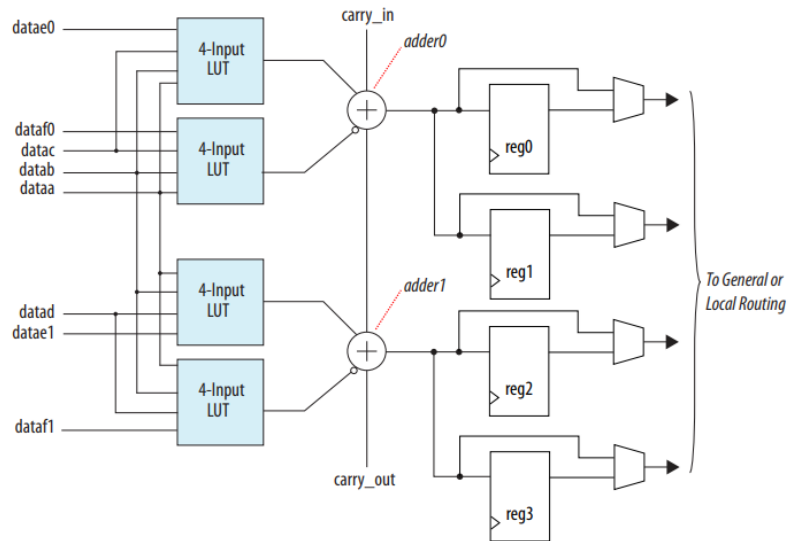 carry_in
adder0
datae0
4-Input
LUT
dataf0
datac
datab
dataa
4-Input
LUT
reg0
reg1
To General or
Local Routing
adder1
4-Input
LUT
datad
datae1
4-Input
LUT
dataf1
reg2
carry_out
reg3